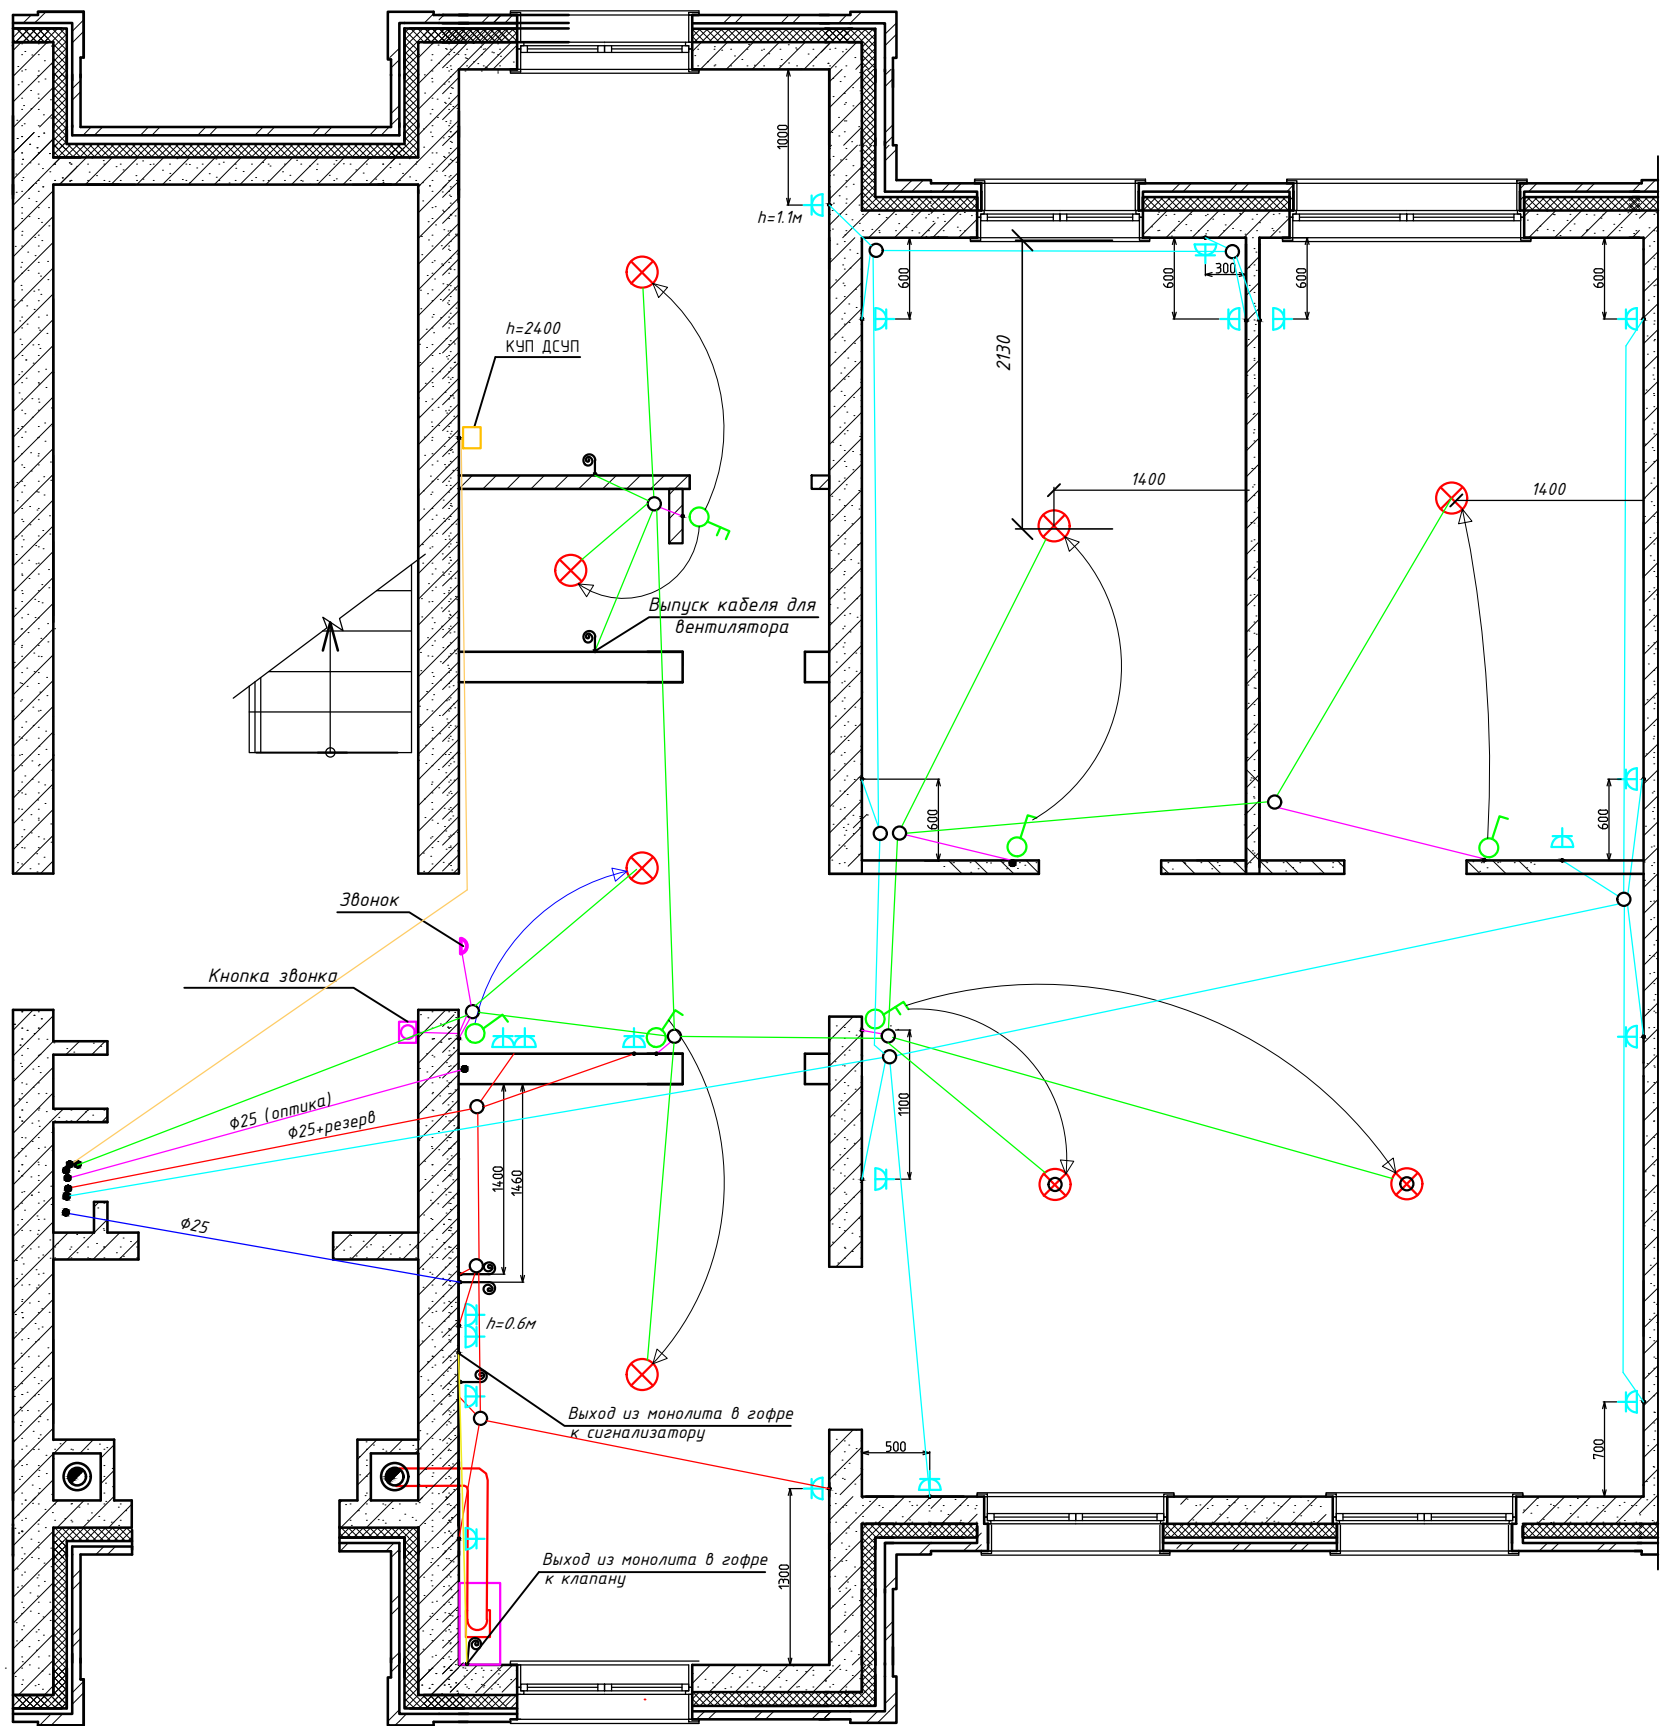 1000
h=1.1м
600
600
300
600
600
h=2400
КУП ДСУП
2130
1400
1400
Выпуск кабеля для
вентилятора
600
600
Звонок
Кнопка звонка
Ф25 (оптика)
Ф25+резерв
1100
1400
1460
Ф25
h=0.6м
Выход из монолита в гофре
к сигнализатору
500
700
Выход из монолита в гофре
к клапану
1300